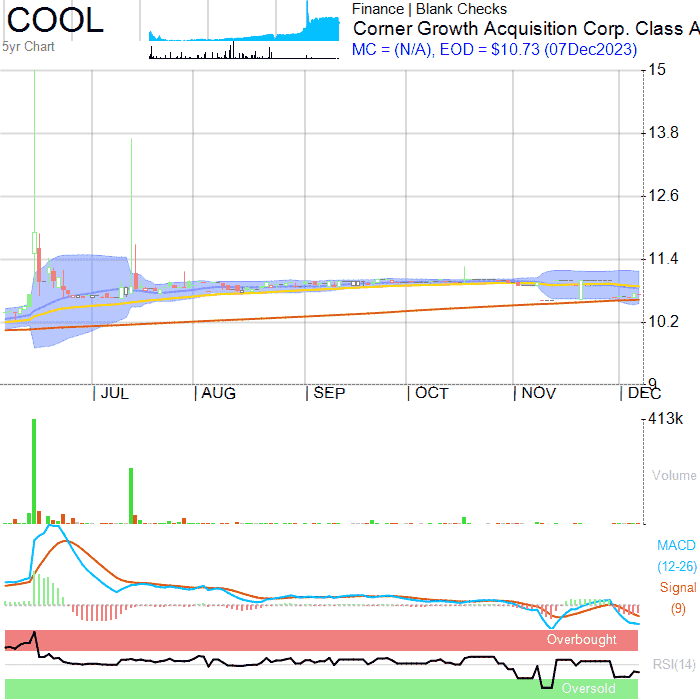 COOL
5yr Chart
Finance | Blank Checks
Corner Growth Acquisition Corp. Class A
MC = (N/A), EOD = $10.73 (07Dec2023)
15
13.8
12.6
11.4
10.2
9
JUL
AUG
SEP
OCT
NOV
DEC
413k
Volume
MACD
(12-26)
Signal
(9)
Overbought
RSI(14)
Oversold